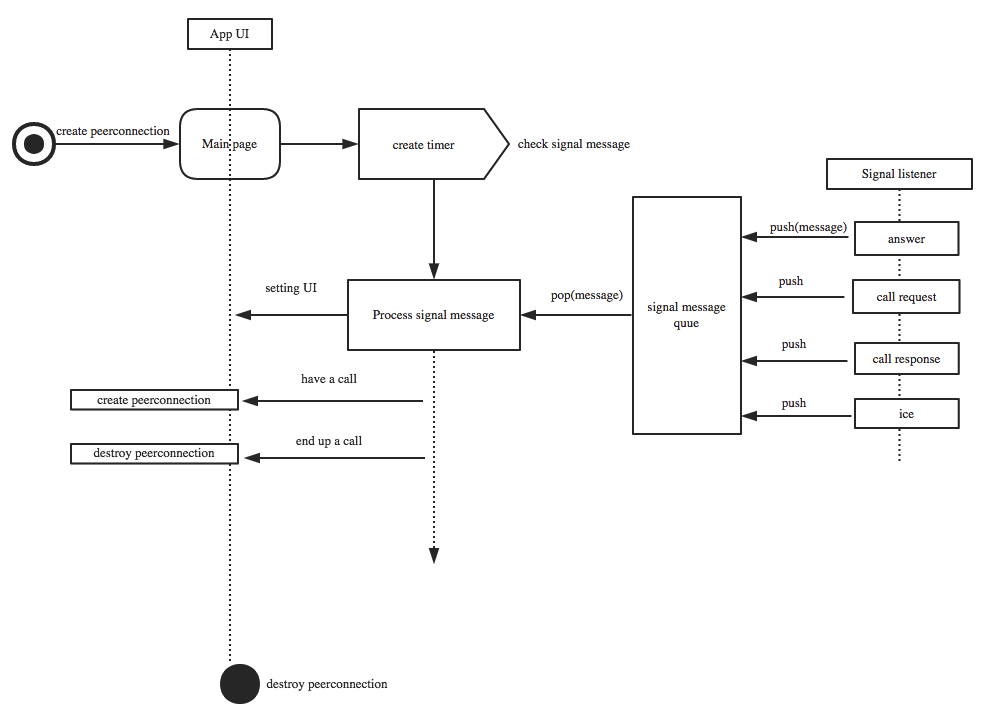 App UI
create peerconnection
Main page
create timer
check signal message
Signal listener
push(message)
answer
setting UI
pop(message)
push
call request
Process signal message
signal message
quue
push
call response
have a call
create peerconnection
push
ice
end up a call
destroy peerconnection
destroy peerconnection